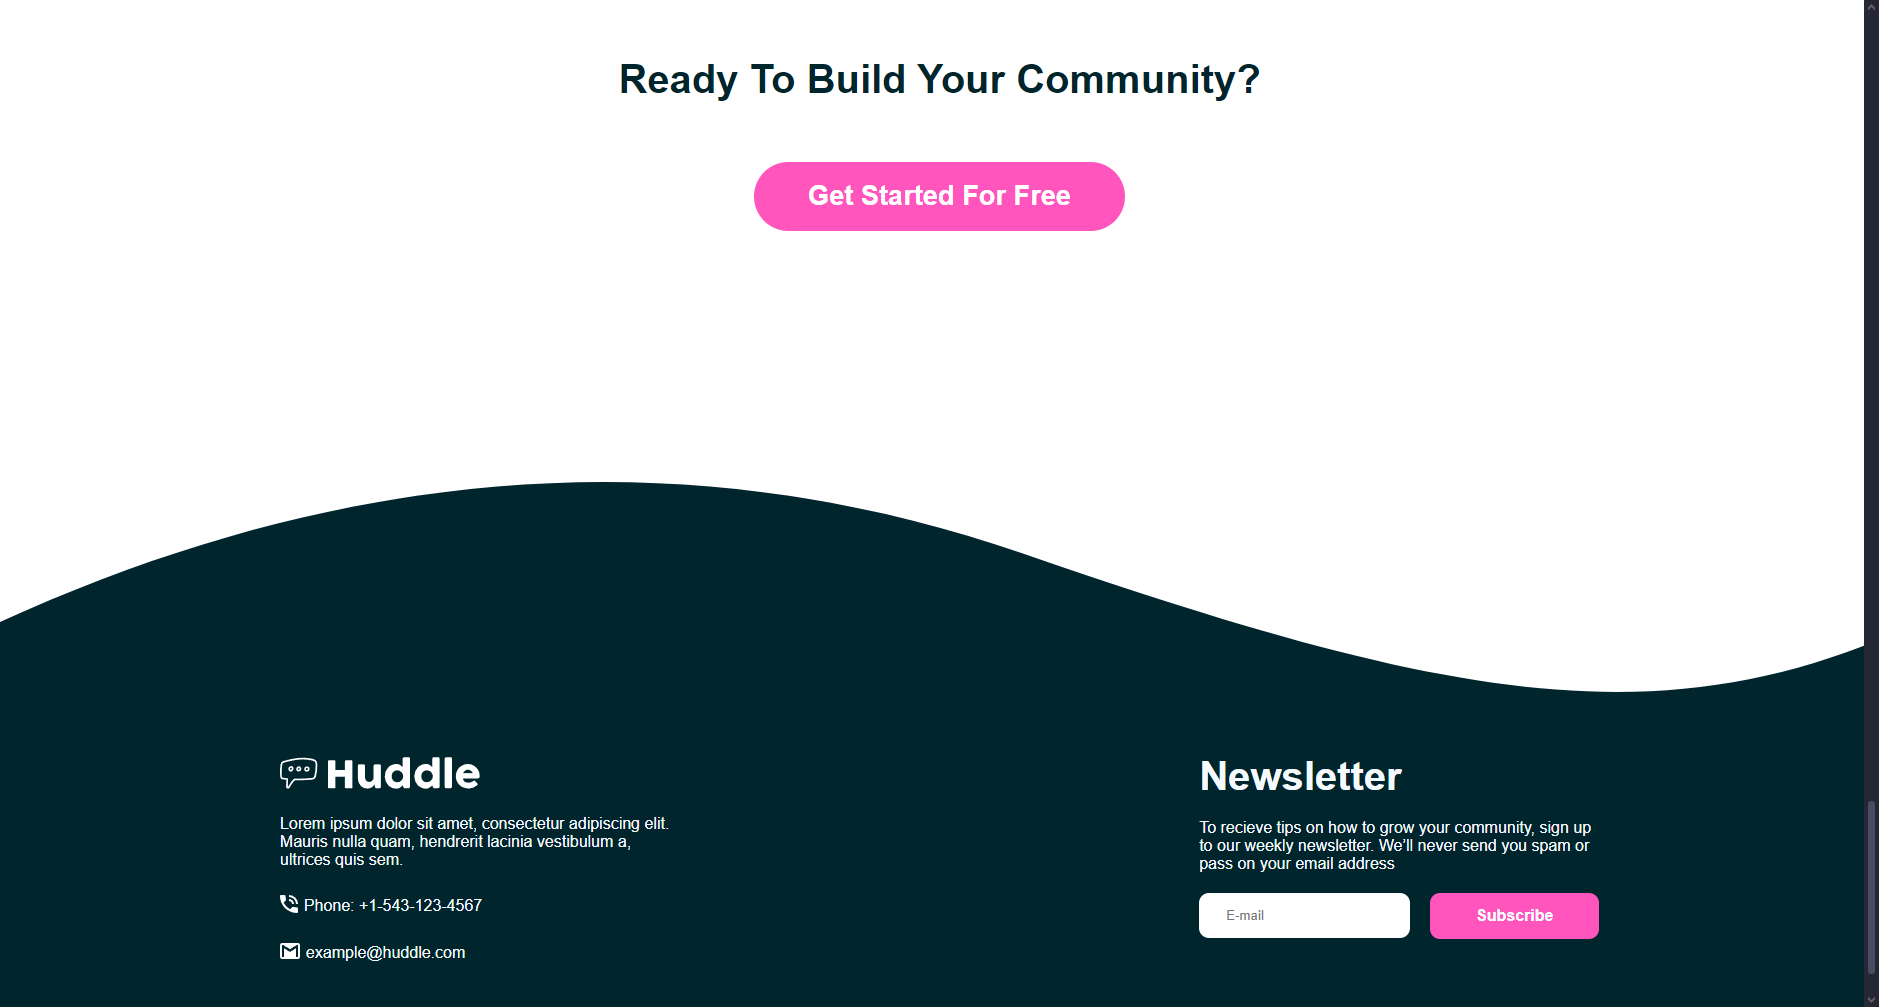 Ready To Build Your Community?
Get Started For Free
Huddle
Lorem ipsum dolor sit amet, consectetur adipiscing elit.
Mauris nulla quam, hendrerit lacinia vestibulum a,
ultrices quis sem.
Phone: +1-543-123-4567
example@huddle.com
Newsletter
To recieve tips on how to grow your community, sign up
to our weekly newsletter. We’ll never send you spam or
pass on your email address
E-mail
Subscribe